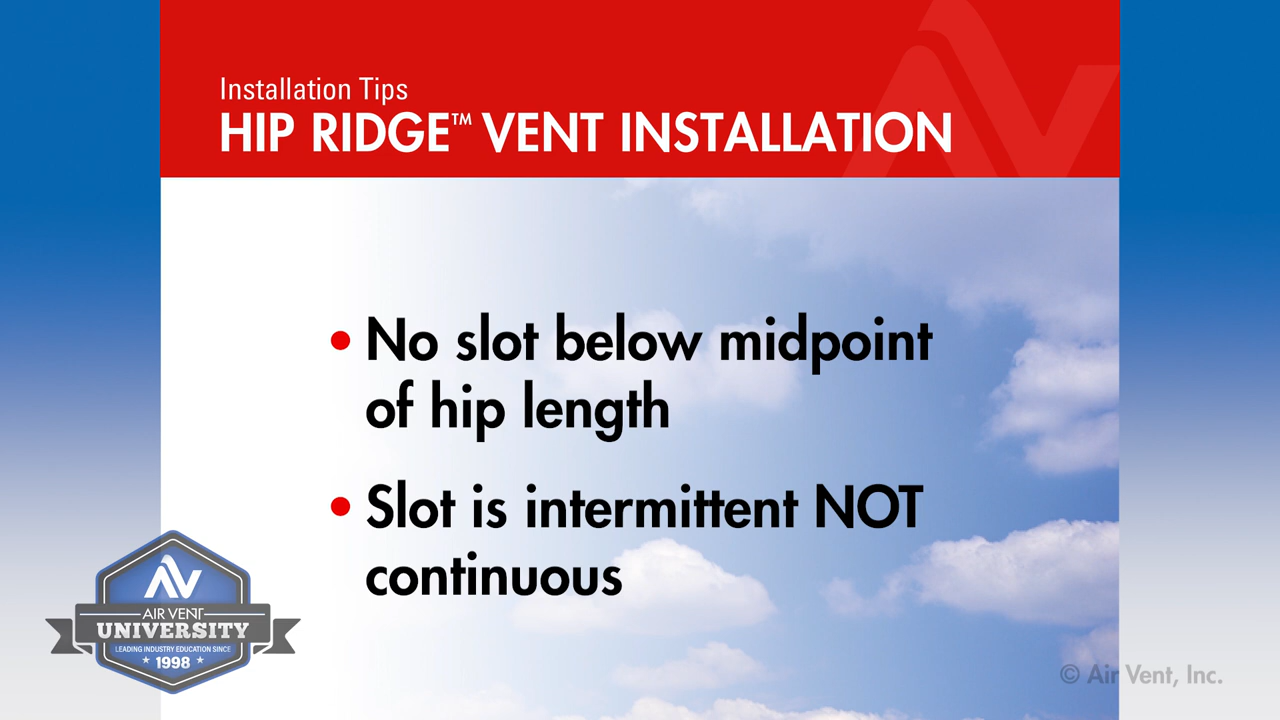 Installation Tips
HIP RIDGE™ VENT INSTALLATION
• No slot below midpoint
of hip length
• Slot is intermittent NOT
continuous
AV
AIR VENT
UNIVERSITY
LEADING INDUSTRY EDUCATION SINCE
1998
© Air Vent, Inc.